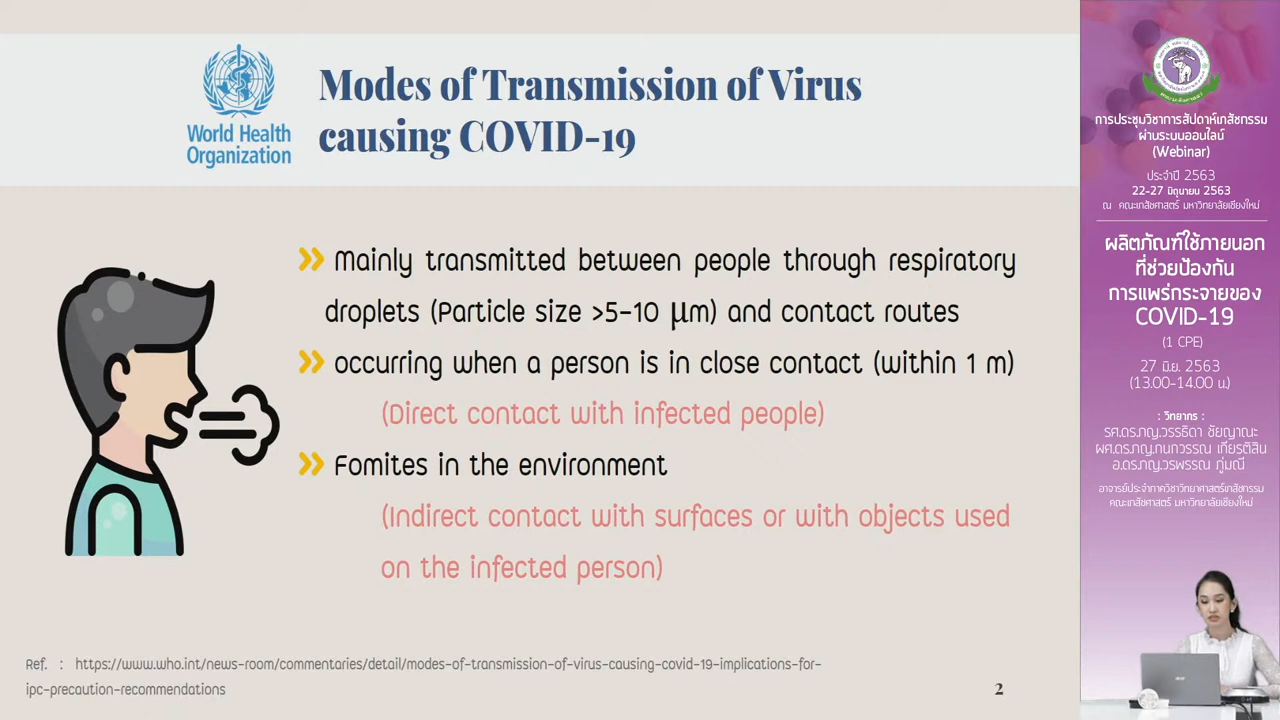 World Health
Organization
Modes of Transmission of Virus
causing COVID-19
Mainly transmitted between people through respiratory
droplets (Particle size >5-10 μm) and contact routes
occurring when a person is in close contact (within 1 m)
(Direct contact with infected people)
Fomites in the environment
(Indirect contact with surfaces or with objects used
on the infected person)
Ref. : https://www.who.int/news-room/commentaries/detail/modes-of-transmission-of-virus-causing-covid-19-implications-for-
ipc-precaution-recommendations
2
การประชุมวิชาการสัปดาห์เภสัชกรรม
ผ่านระบบออนไลน์
(Webinar)
ประจำปี 2563
22-27 มิถุนายน 2563
ณ คณะเภสัชศาสตร์ มหาวิทยาลัยเชียงใหม่
ผลิตภัณฑ์ใช้ภายนอก
ที่ช่วยป้องกัน
การแพร่กระจายของ
COVID-19
(1 CPE)
27 มิ.ย. 2563
(13.00-14.00 น.)
: วิทยากร :
รศ.ดร.ภญ.วรรธิดา ชัยญาณะ
ผศ.ดร.ภญ.กนกวรรณ เกียรติสิน
อ.ดร.ภญ.วรพรรณ ภู่มณี
อาจารย์ประจำภาควิชาวิทยาศาสตร์เภสัชกรรม
คณะเภสัชศาสตร์ มหาวิทยาลัยเชียงใหม่
acer